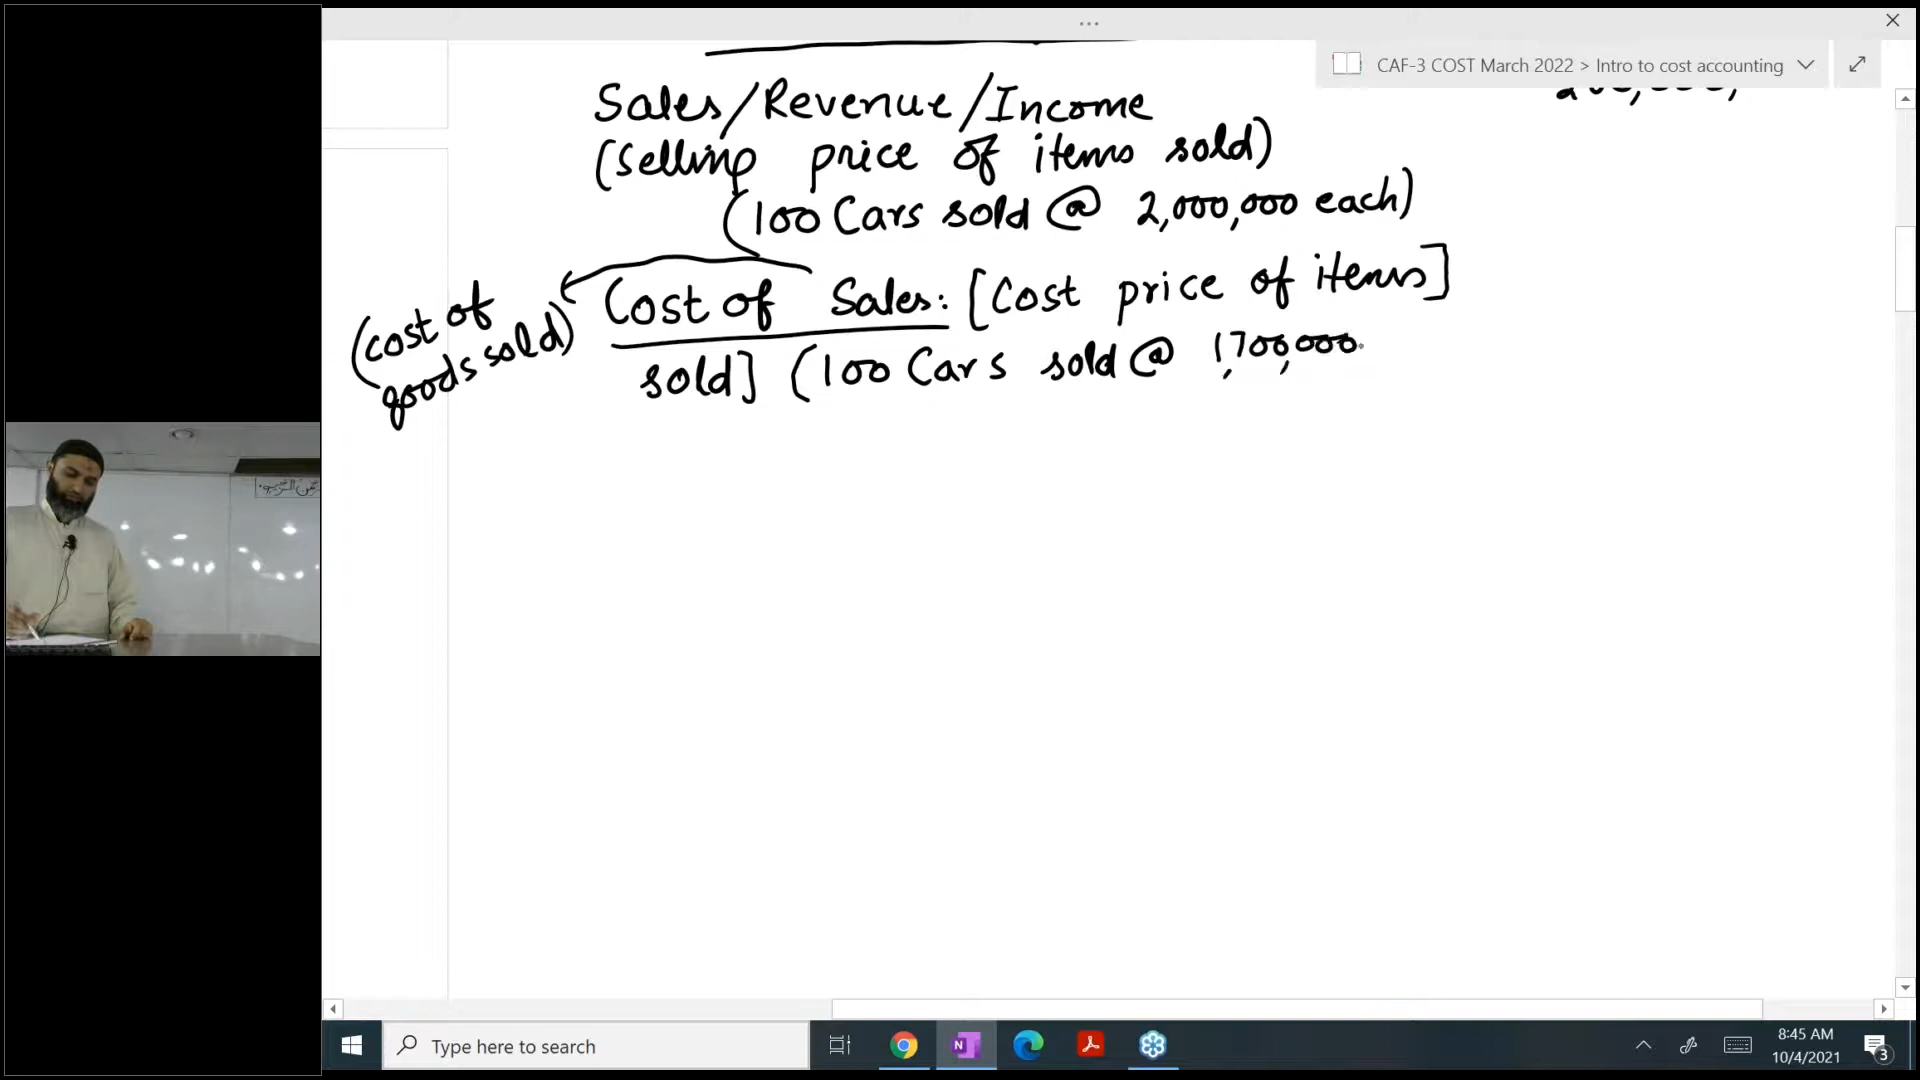 CAF-3 COST March 2022 > Intro to cost accounting
Sales/Revenue/Income
(Selling price of items sold)
(100 Cars sold @ 2,000,000 each)
Cost of Sales: [Cost price of items]
sold] (100 Cars sold @ 1,700,000
(cost of
goods sold)
Type here to search
8:45 AM
10/4/2021
3